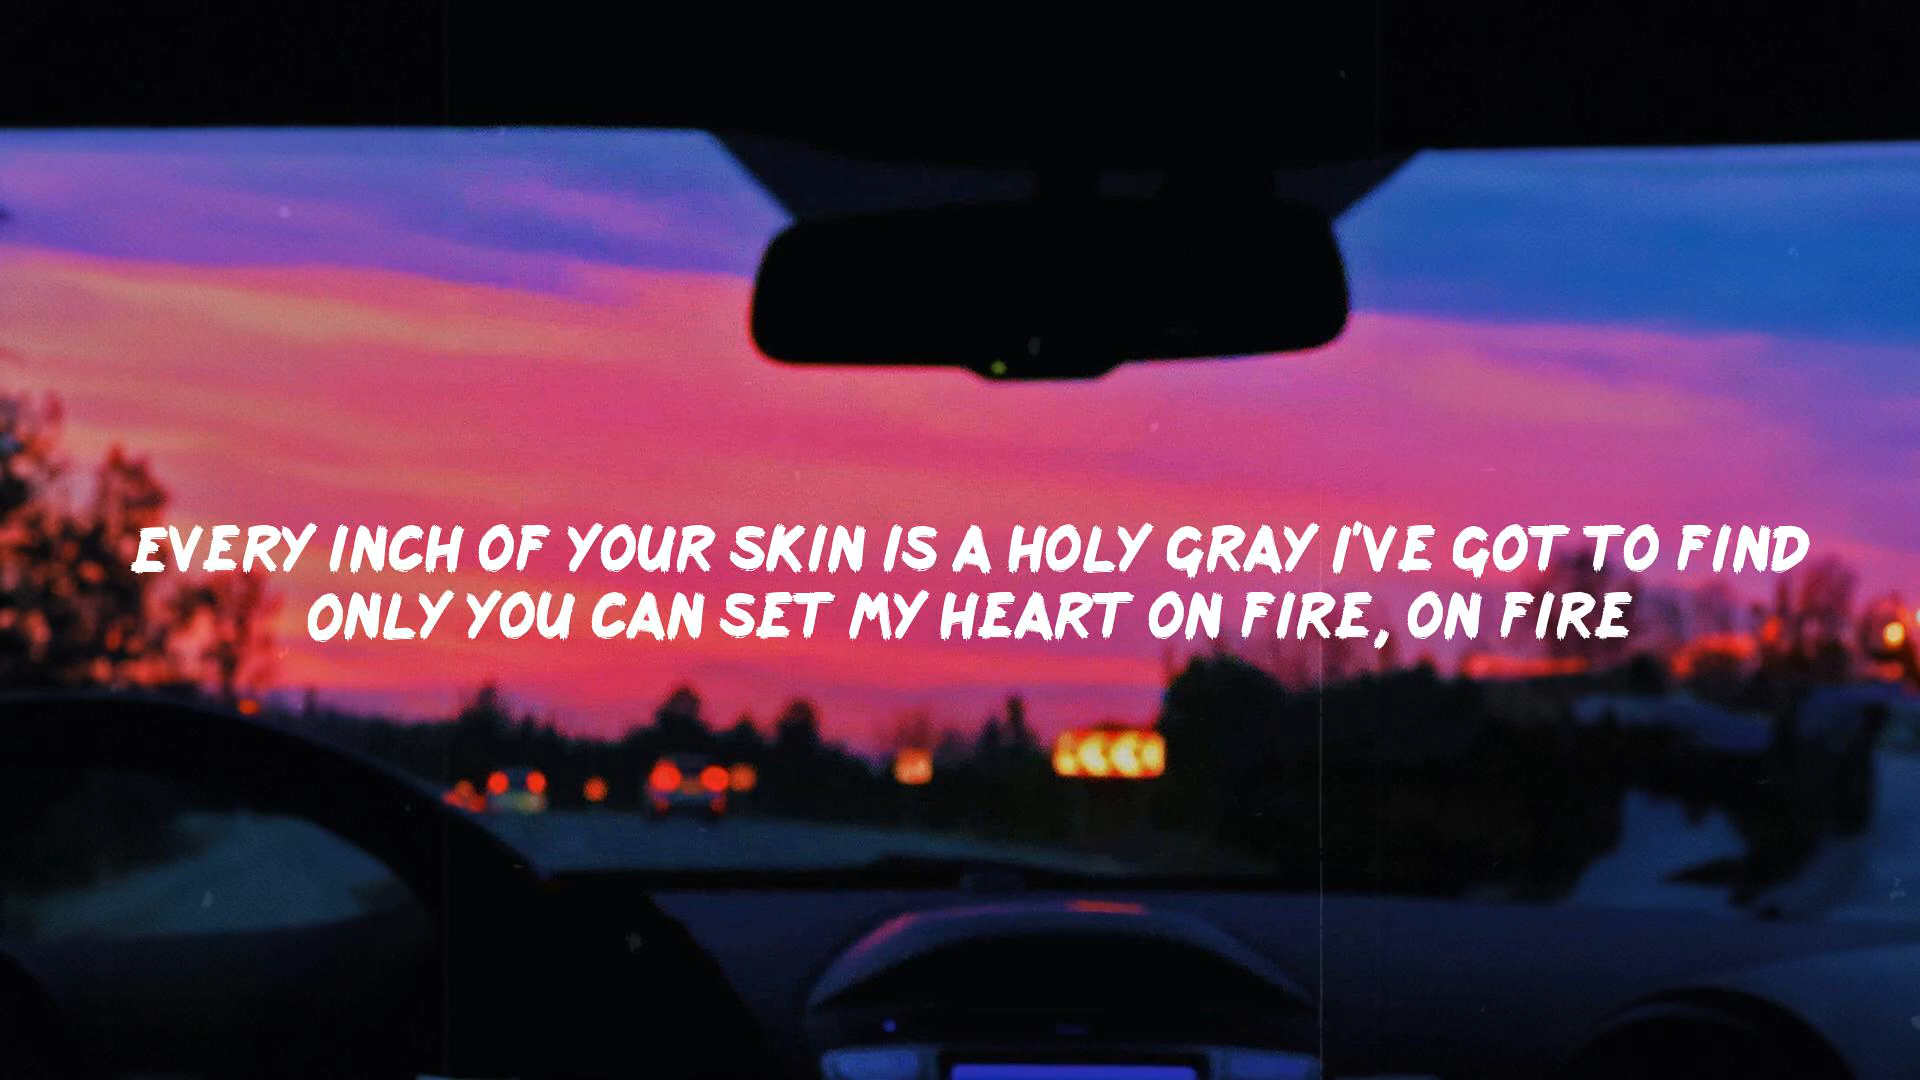 EVERY INCH OF YOUR SKIN IS A HOLY GRAY I'VE GOT TO FIND
ONLY YOU CAN SET MY HEART ON FIRE, ON FIRE